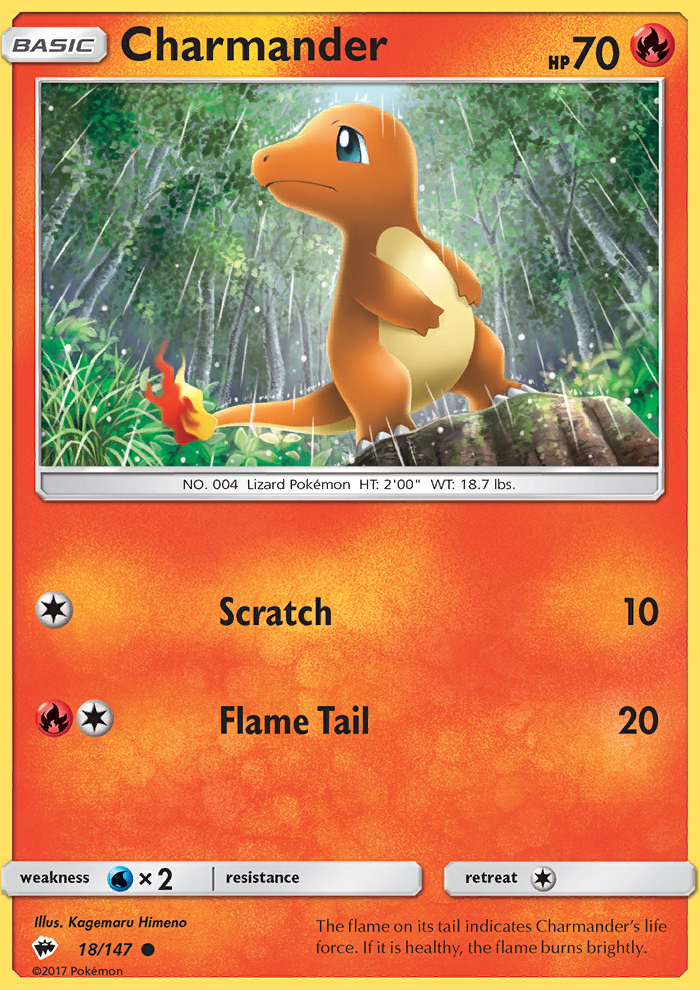 BASIC Charmander HP 70
NO. 004 Lizard Pokémon HT: 2'00" WT: 18.7 lbs.
Scratch 10
Flame Tail 20
weakness × 2 resistance retreat
Illus. Kagemaru Himeno
18/147
©2017 Pokémon
The flame on its tail indicates Charmander's life
force. If it is healthy, the flame burns brightly.